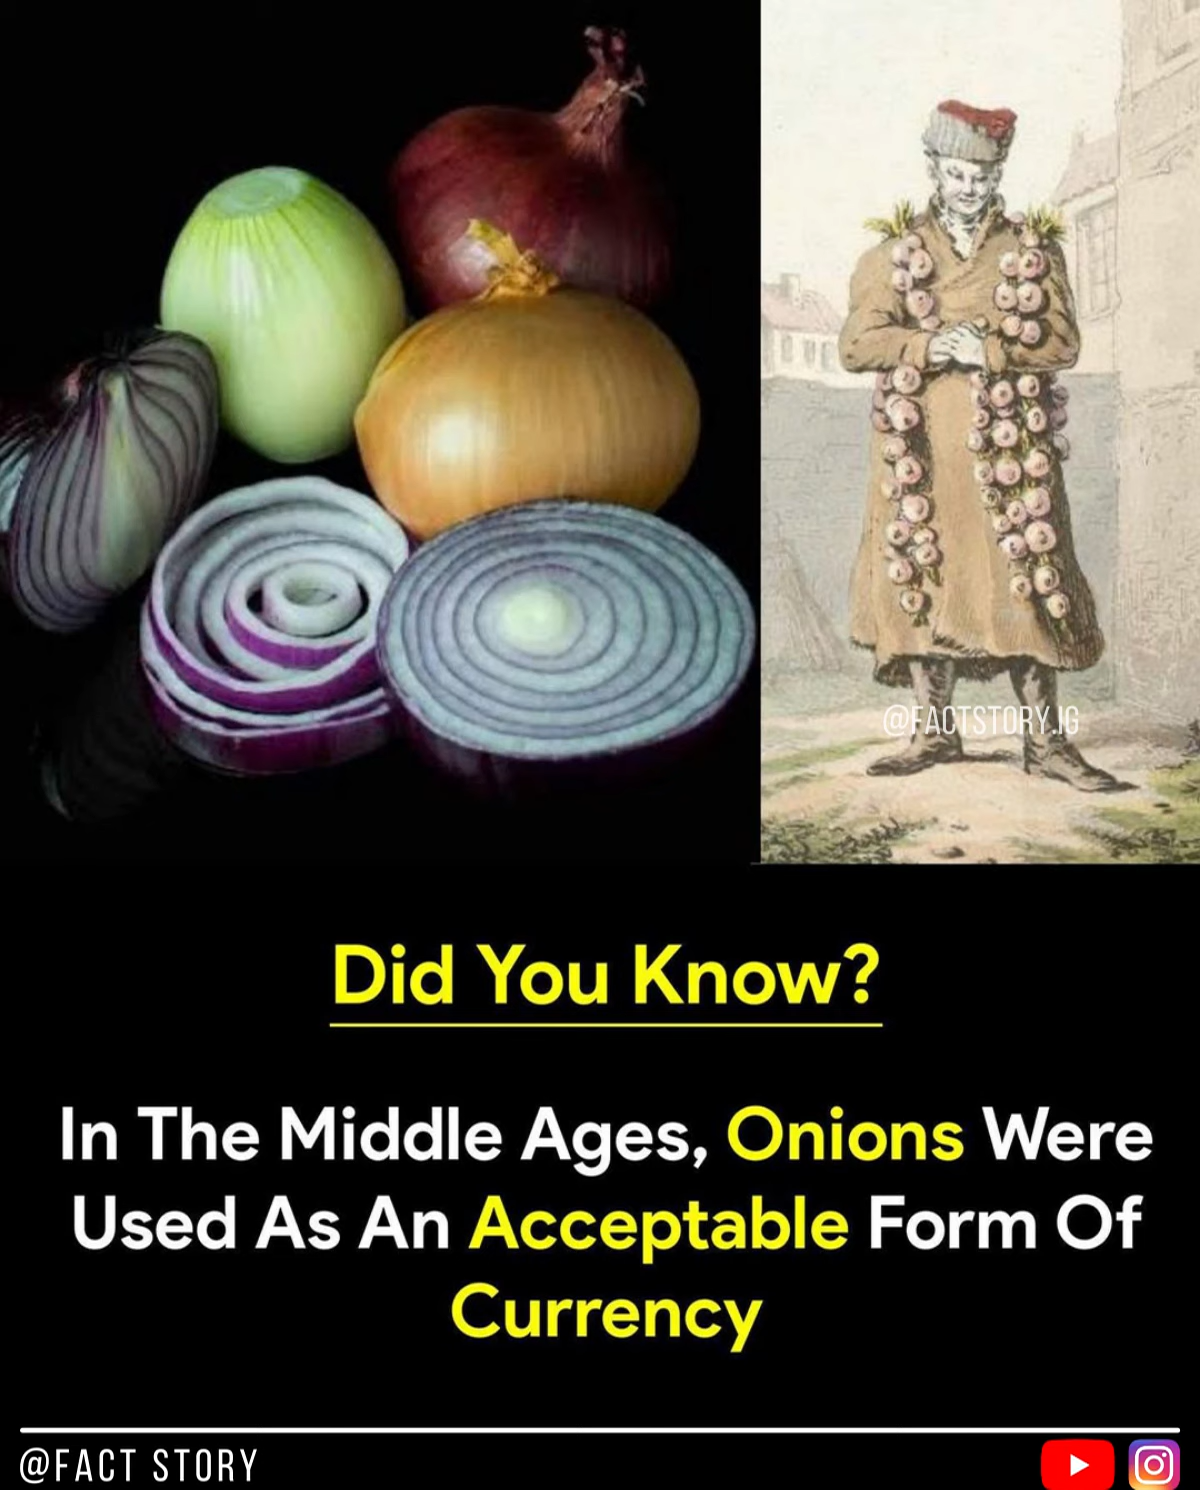 @FACTSTORY.IG
Did You Know?
In The Middle Ages, Onions Were
Used As An Acceptable Form Of
Currency
@FACT STORY